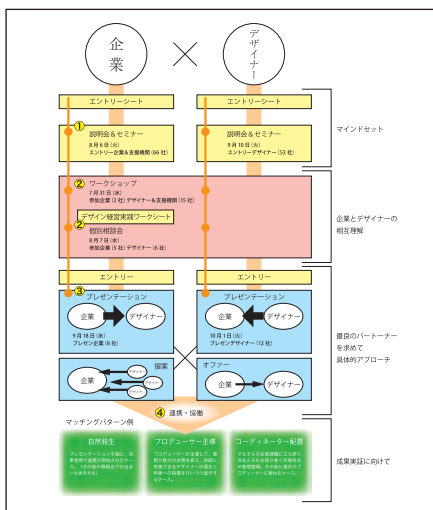 企業
デザイナー
エントリーシート
エントリーシート
①
説明会&セミナー
8月6日(火)
エントリー企業&支援機関(66社)
説明会&セミナー
9月10日(火)
エントリーデザイナー(53社)
マインドセット
②
ワークショップ
7月31日(水)
参加企業(2社)デザイナー&支援機関(15社)
デザイン経営実践ワークシート
②
個別相談会
8月7日(水)
参加企業(5社)デザイナー(6社)
企業とデザイナーの
相互理解
エントリー
エントリー
③
プレゼンテーション
企業
デザイナー
9月18日(水)
プレゼン企業(8社)
プレゼンテーション
企業
デザイナー
10月1日(火)
プレゼンデザイナー(12社)
最良のパートーナー
を求めて
具体的アプローチ
提案
企業
デザイナー
デザイナー
デザイナー
オファー
企業
デザイナー
④ 連携・協働
マッチングパターン例
自然発生
プロデューサー主導
コーディネーター配置
成果実証に向けて